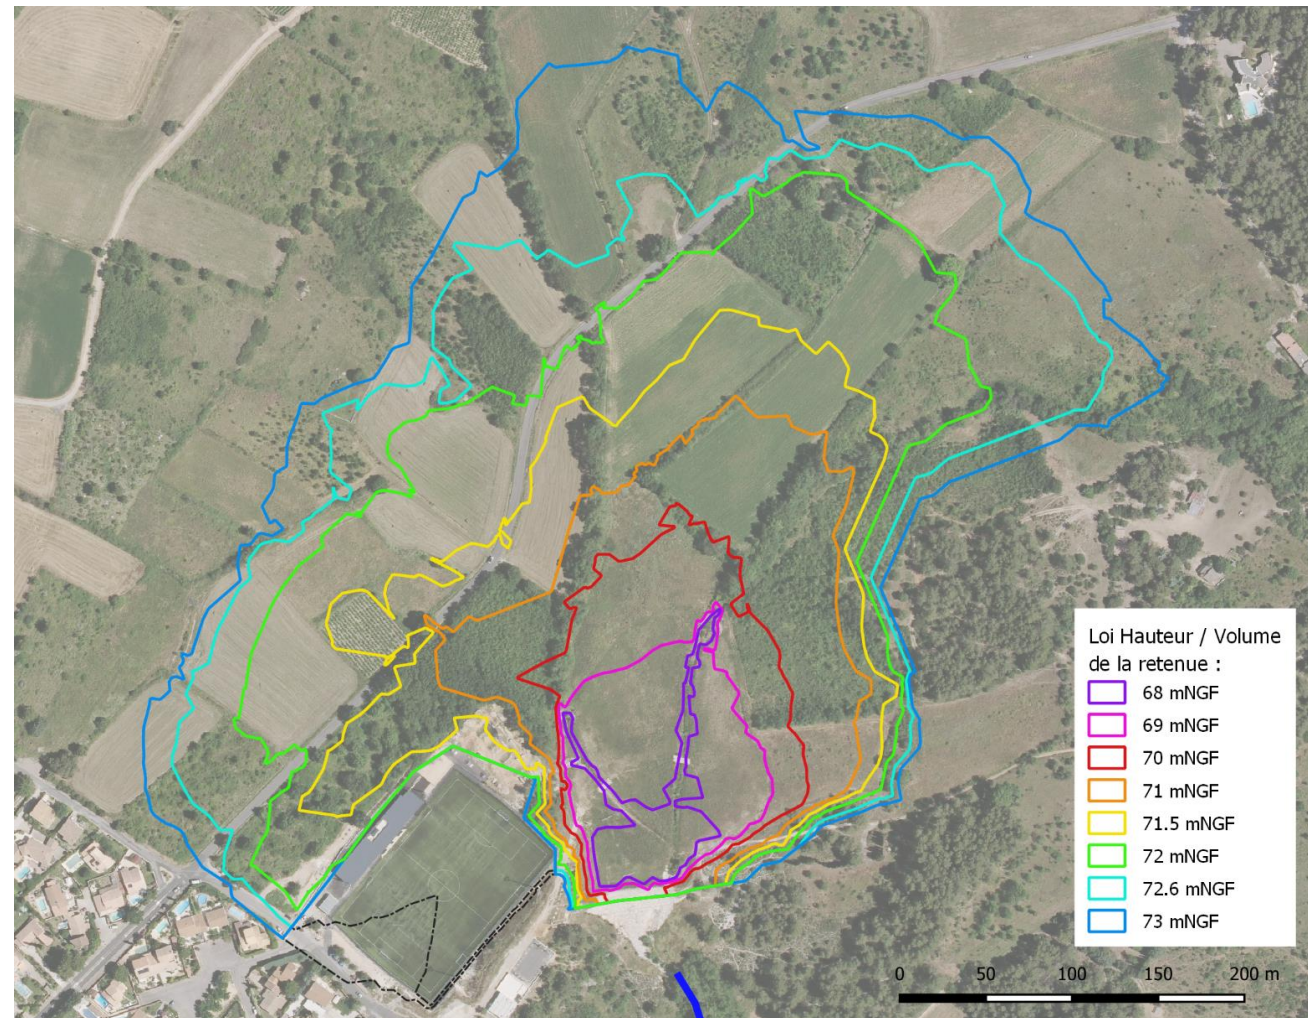 Loi Hauteur / Volume
de la retenue :
68 mNGF
69 mNGF
70 mNGF
71 mNGF
71.5 mNGF
72 mNGF
72.6 mNGF
73 mNGF
0 50 100 150 200 m